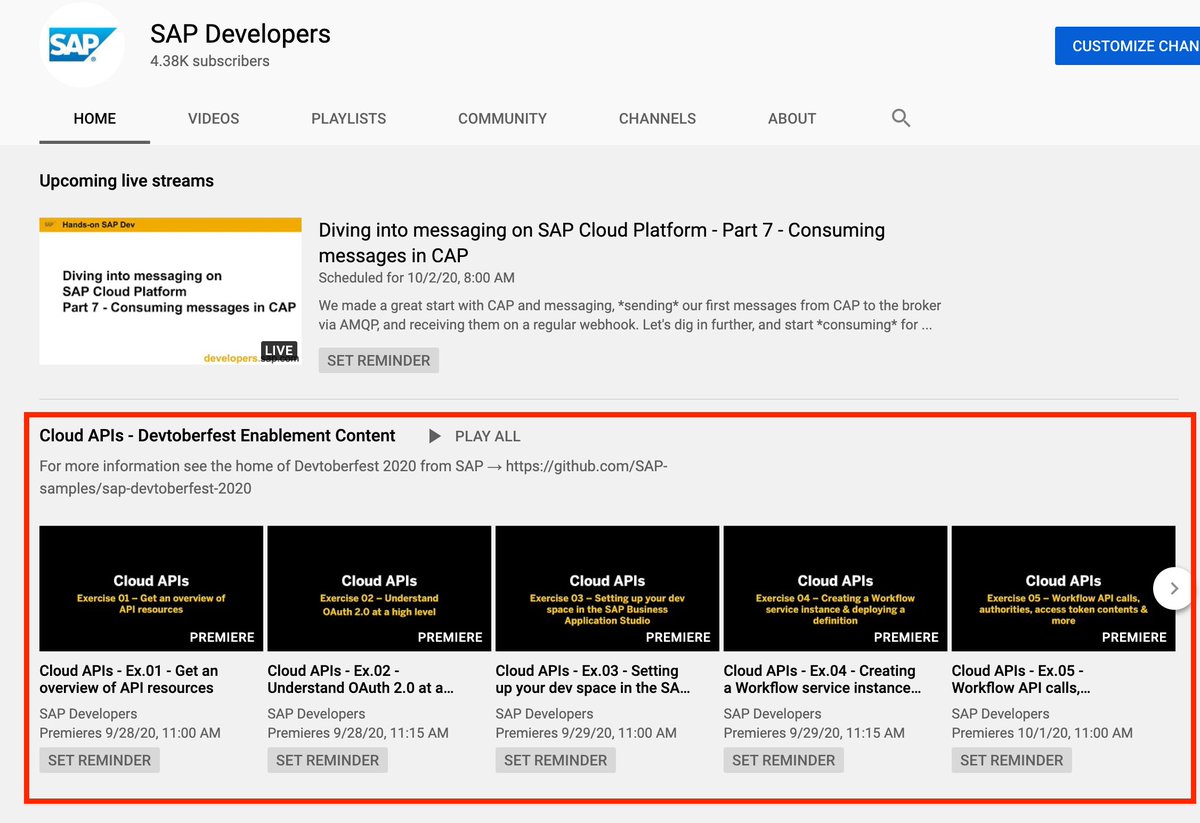 SAP
SAP Developers
4.38K subscribers
CUSTOMIZE CHAN
HOME
VIDEOS
PLAYLISTS
COMMUNITY
CHANNELS
ABOUT
Upcoming live streams
SAP Hands-on SAP Dev
Diving into messaging on
SAP Cloud Platform
Part 7 - Consuming messages in CAP
LIVE
developers.sap.com
Diving into messaging on SAP Cloud Platform - Part 7 - Consuming
messages in CAP
Scheduled for 10/2/20, 8:00 AM
We made a great start with CAP and messaging, *sending* our first messages from CAP to the broker
via AMQP, and receiving them on a regular webhook. Let's dig in further, and start *consuming* for ...
SET REMINDER
Cloud APIs - Devtoberfest Enablement Content
PLAY ALL
For more information see the home of Devtoberfest 2020 from SAP → https://github.com/SAP-
samples/sap-devtoberfest-2020
Cloud APIs
Exercise 01 – Get an overview of
API resources
PREMIERE
Cloud APIs - Ex.01 - Get an
overview of API resources
SAP Developers
Premieres 9/28/20, 11:00 AM
SET REMINDER
Cloud APIs
Exercise 02 – Understand
OAuth 2.0 at a high level
PREMIERE
Cloud APIs - Ex.02 -
Understand OAuth 2.0 at a...
SAP Developers
Premieres 9/28/20, 11:15 AM
SET REMINDER
Cloud APIs
Exercise 03 – Setting up your dev
space in the SAP Business
Application Studio
PREMIERE
Cloud APIs - Ex.03 - Setting
up your dev space in the SA...
SAP Developers
Premieres 9/29/20, 11:00 AM
SET REMINDER
Cloud APIs
Exercise 04 – Creating a Workflow
service instance & deploying a
definition
PREMIERE
Cloud APIs - Ex.04 - Creating
a Workflow service instance...
SAP Developers
Premieres 9/29/20, 11:15 AM
SET REMINDER
Cloud APIs
Exercise 05 – Workflow API calls,
authorities, access token contents &
more
PREMIERE
Cloud APIs - Ex.05 -
Workflow API calls,...
SAP Developers
Premieres 10/1/20, 11:00 AM
SET REMINDER